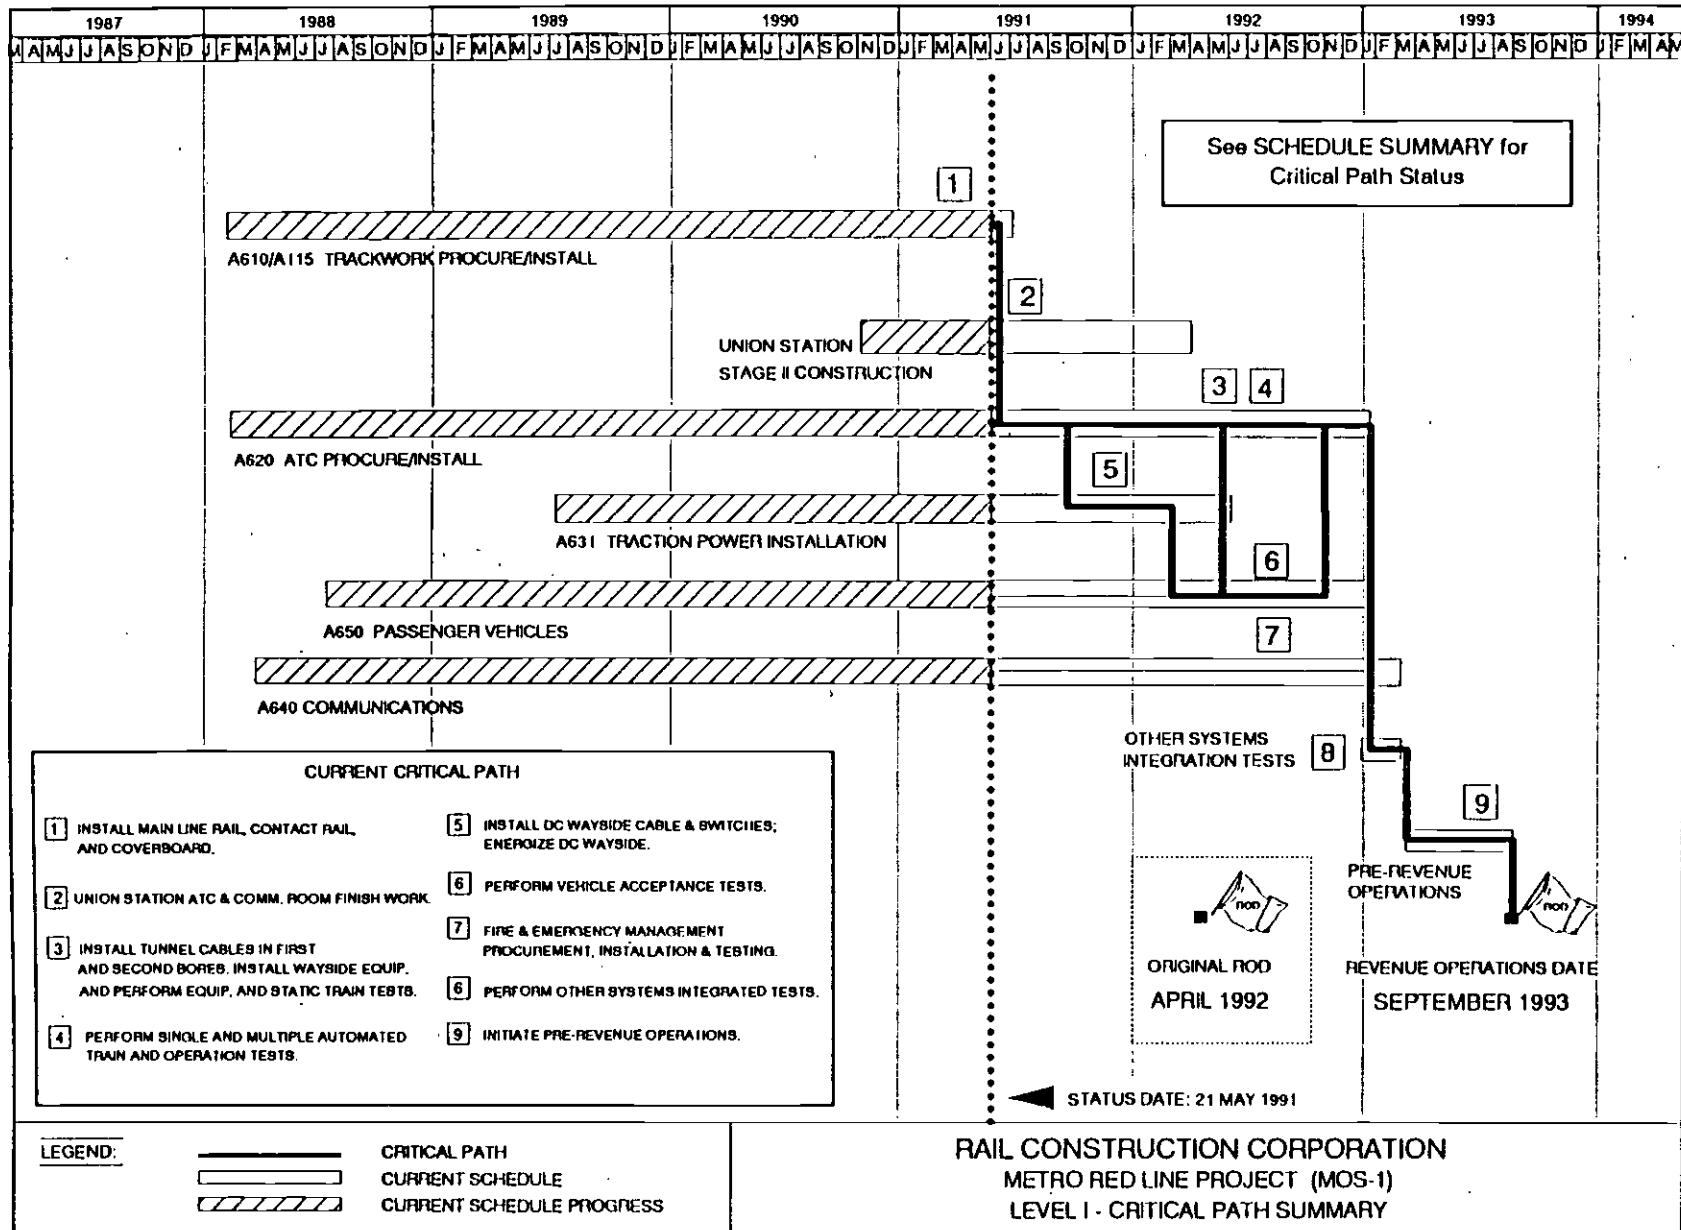 1987 1988 1989 1990 1991 1992 1993 1994
M A M J J A S O N D J F M A M J J A S O N D J F M A M J J A S O N D J F M A M J J A S O N D J F M A M J J A S O N D J F M A M J J A S O N D J F M A M J J A S O N D J F M A M
See SCHEDULE SUMMARY for
Critical Path Status
1
A610/A115 TRACKWORK PROCURE/INSTALL
2
UNION STATION
STAGE II CONSTRUCTION
3 4
A620 ATC PROCURE/INSTALL
5
A631 TRACTION POWER INSTALLATION
6
A650 PASSENGER VEHICLES
7
A640 COMMUNICATIONS
OTHER SYSTEMS
INTEGRATION TESTS
8
9
PRE-REVENUE
OPERATIONS
ROD
ROD
ORIGINAL ROD
APRIL 1992
REVENUE OPERATIONS DATE
SEPTEMBER 1993
STATUS DATE: 21 MAY 1991
CURRENT CRITICAL PATH
1 INSTALL MAIN LINE RAIL, CONTACT RAIL,
AND COVERBOARD.
2 UNION STATION ATC & COMM. ROOM FINISH WORK.
3 INSTALL TUNNEL CABLES IN FIRST
AND SECOND BORES. INSTALL WAYSIDE EQUIP.
AND PERFORM EQUIP. AND STATIC TRAIN TESTS.
4 PERFORM SINGLE AND MULTIPLE AUTOMATED
TRAIN AND OPERATION TESTS.
5 INSTALL DC WAYSIDE CABLE & SWITCHES;
ENERGIZE DC WAYSIDE.
6 PERFORM VEHICLE ACCEPTANCE TESTS.
7 FIRE & EMERGENCY MANAGEMENT
PROCUREMENT, INSTALLATION & TESTING.
6 PERFORM OTHER SYSTEMS INTEGRATED TESTS.
9 INITIATE PRE-REVENUE OPERATIONS.
LEGEND:
CRITICAL PATH
CURRENT SCHEDULE
CURRENT SCHEDULE PROGRESS
RAIL CONSTRUCTION CORPORATION
METRO RED LINE PROJECT (MOS-1)
LEVEL I - CRITICAL PATH SUMMARY